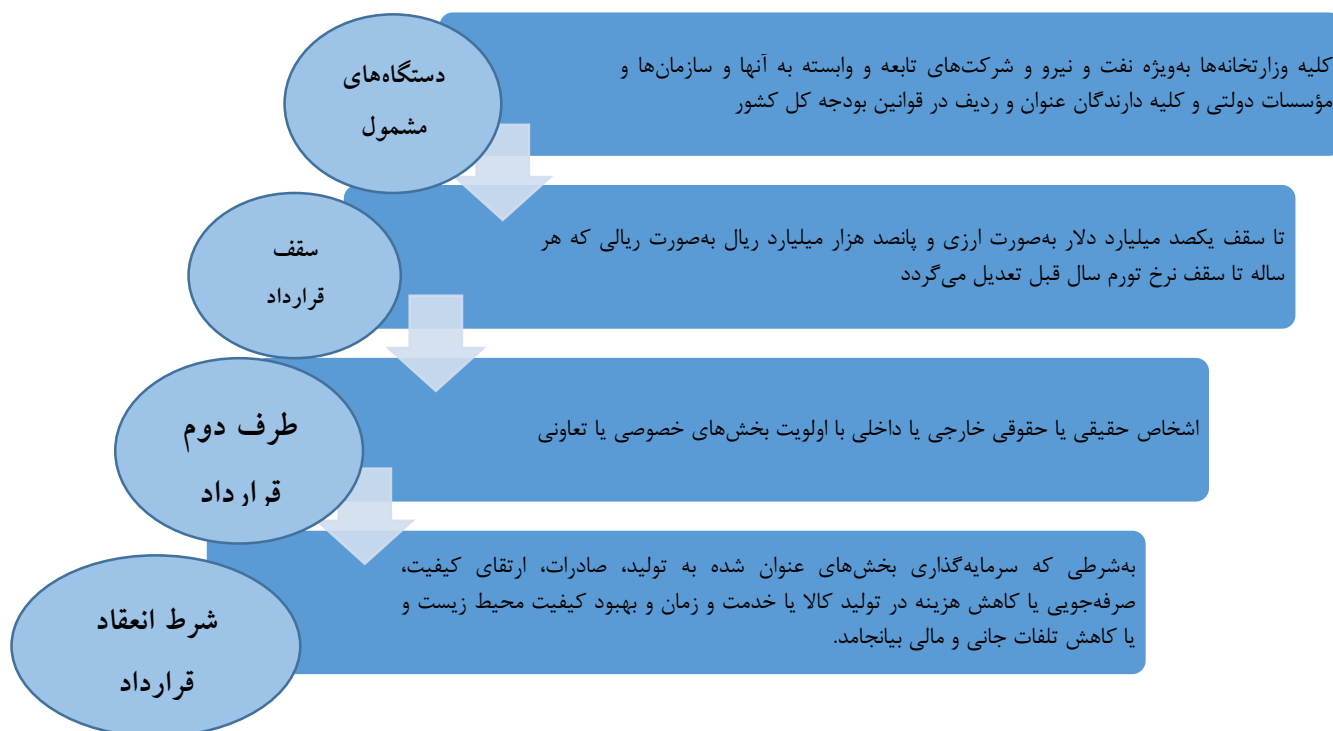 دستگاه‌های
مشمول
کلیه وزارتخانه‌ها به‌ویژه نفت و نیرو و شرکت‌های تابعه و وابسته به آنها و سازمان‌ها و
مؤسسات دولتی و کلیه دارندگان عنوان و ردیف در قوانین بودجه کل کشور
سقف
قرارداد
تا سقف یکصد میلیارد دلار به‌صورت ارزی و پانصد هزار میلیارد ریال به‌صورت ریالی که هر
ساله تا سقف نرخ تورم سال قبل تعدیل می‌گردد
طرف دوم
قرارداد
اشخاص حقیقی یا حقوقی خارجی یا داخلی با اولویت بخش‌های خصوصی یا تعاونی
شرط انعقاد
قرارداد
به‌شرطی که سرمایه‌گذاری بخش‌های عنوان شده به تولید، صادرات، ارتقای کیفیت،
صرفه‌جویی یا کاهش هزینه در تولید کالا یا خدمت و زمان و بهبود کیفیت محیط زیست و
یا کاهش تلفات جانی و مالی بیانجامد.